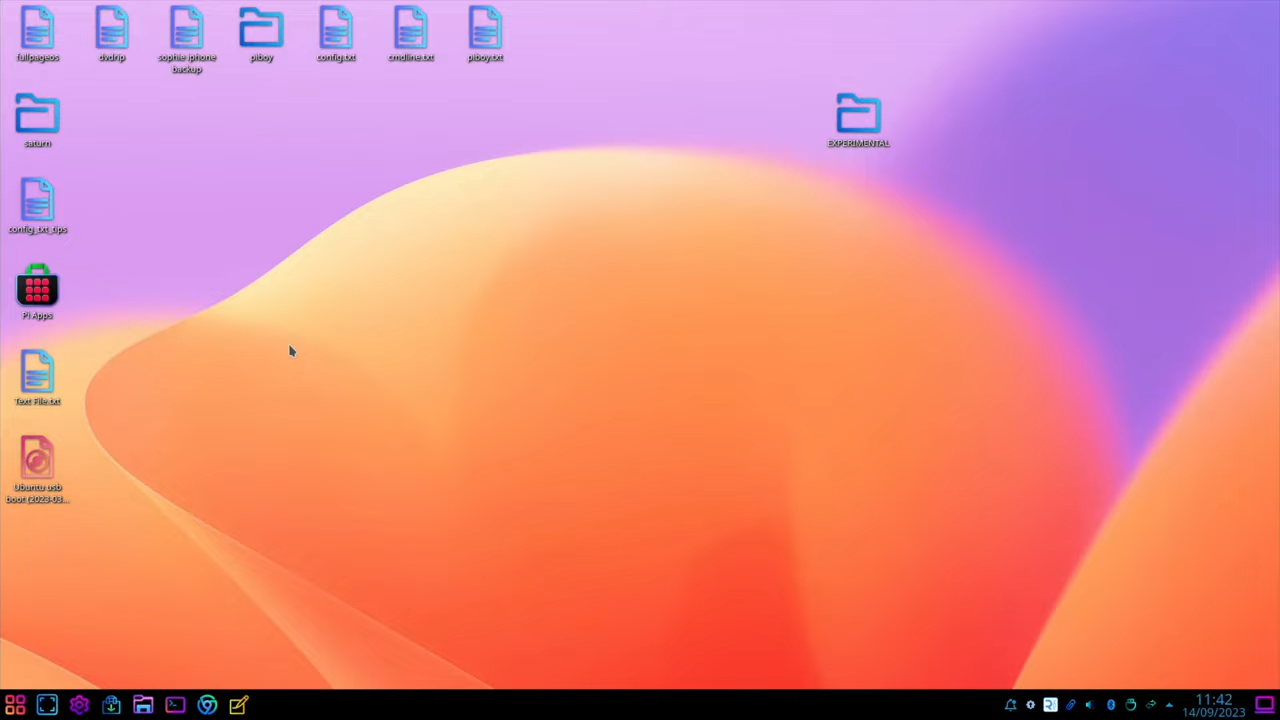 fullpageos
dvdrip
sophie iphone
backup
piboy
config.txt
cmdline.txt
piboy.txt
saturn
EXPERIMENTAL
config_txt_tips
Pi Apps
Text File.txt
Ubuntu usb
boot (2023-03...
11:42
14/09/2023